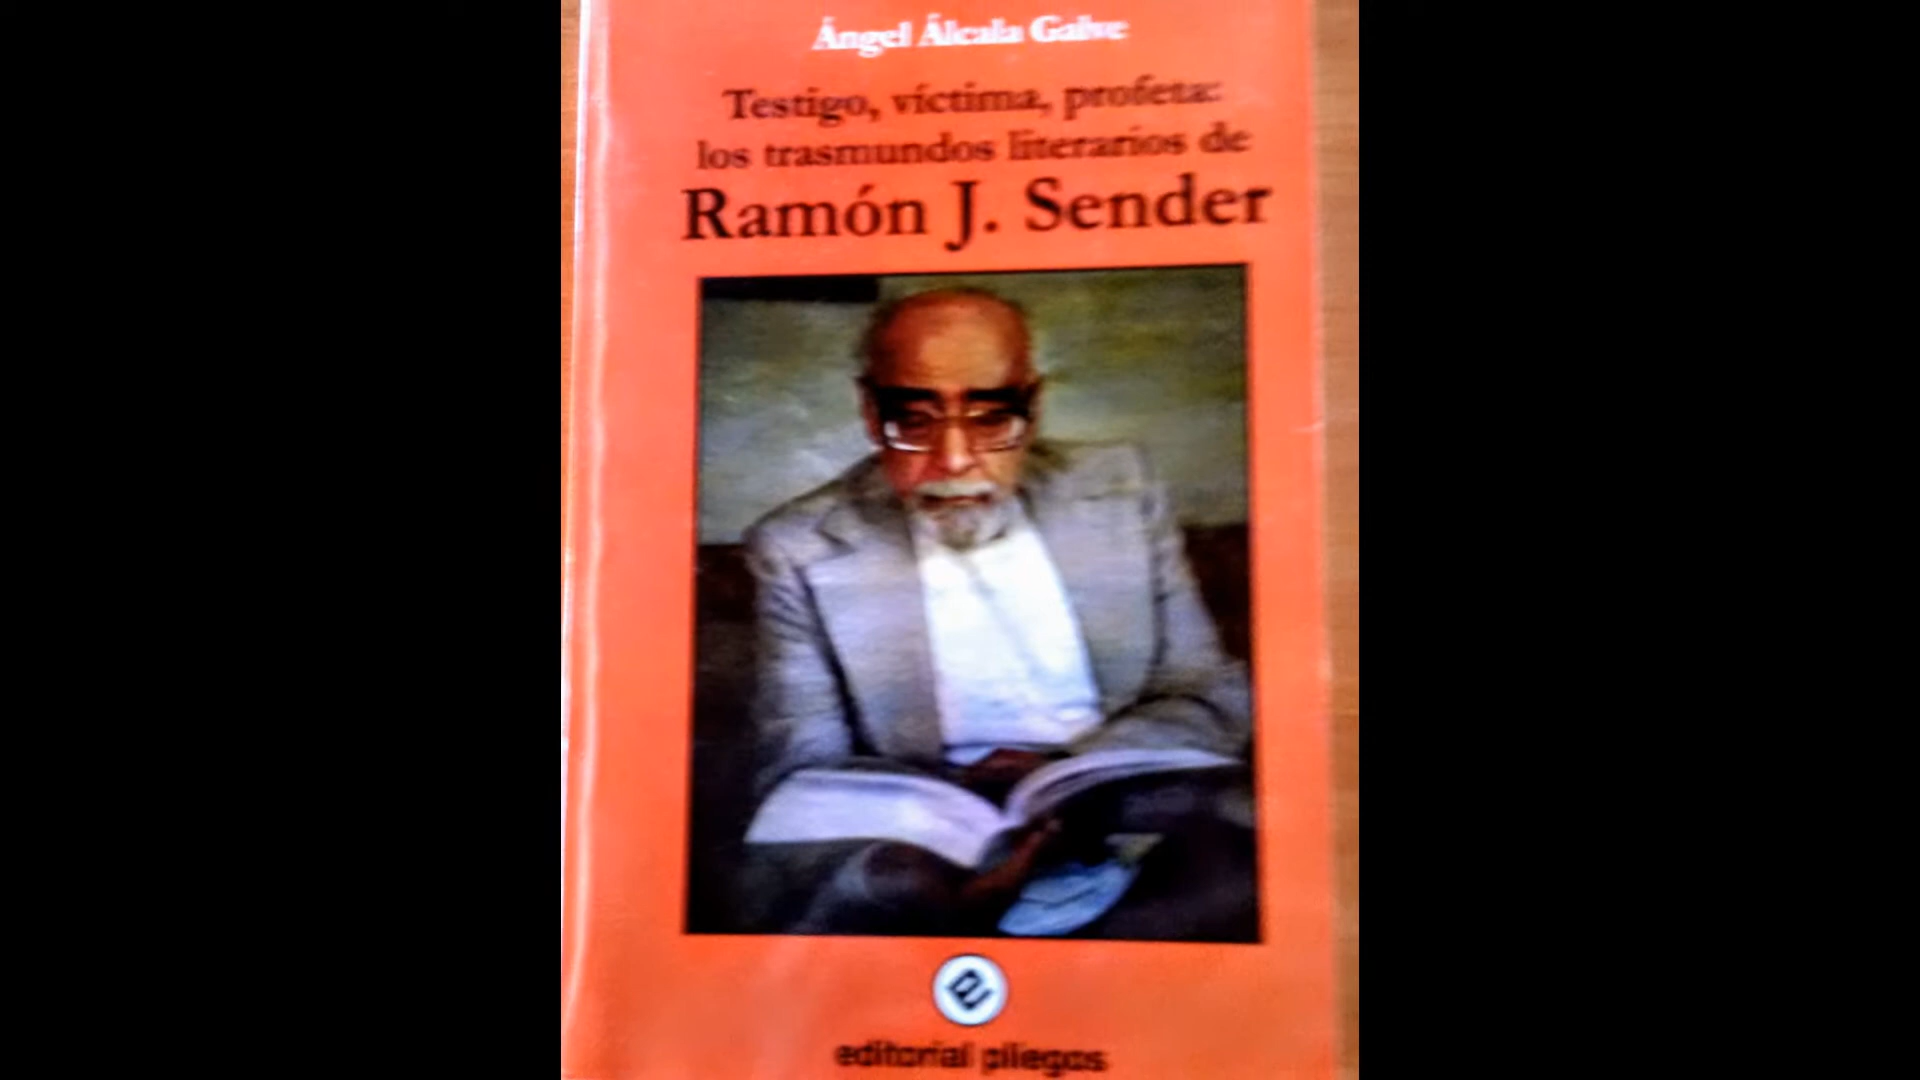 Ángel Álcala Galve
Testigo, víctima, profeta:
los trasmundos literarios de
Ramón J. Sender
editorial pliegos